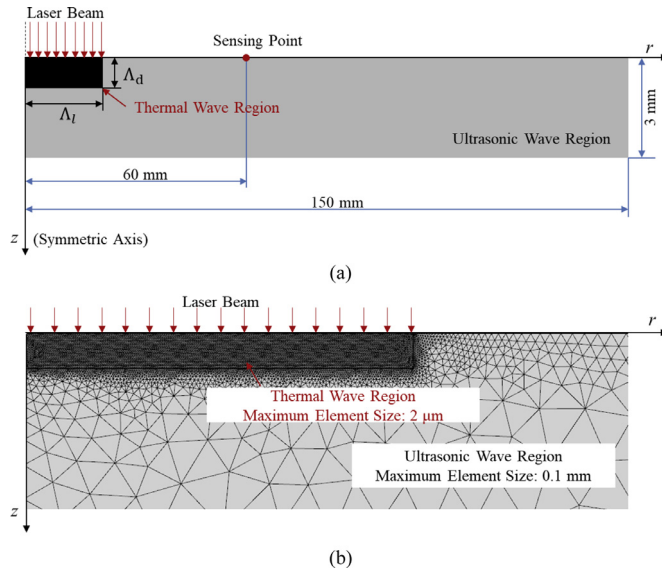 Laser Beam
Sensing Point
r
Λd
Λl
Thermal Wave Region
Ultrasonic Wave Region
3 mm
60 mm
150 mm
z
(Symmetric Axis)
(a)
Laser Beam
r
Thermal Wave Region
Maximum Element Size: 2 μm
Ultrasonic Wave Region
Maximum Element Size: 0.1 mm
z
(b)